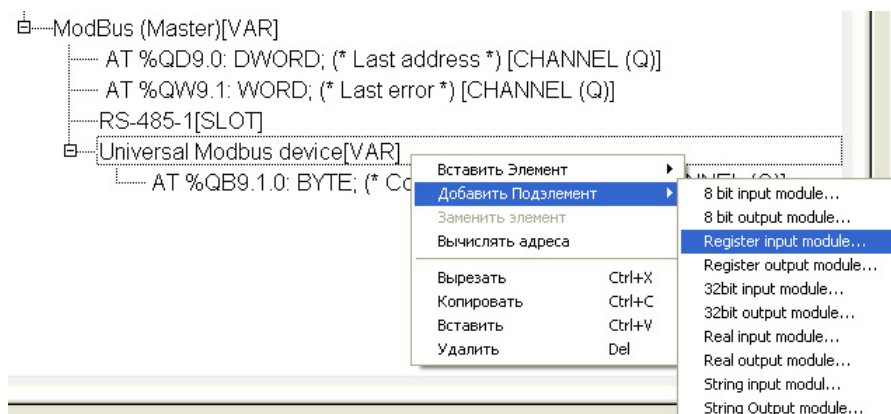 ModBus (Master)[VAR]
AT %QD9.0: DWORD; (* Last address *) [CHANNEL (Q)]
AT %QW9.1: WORD; (* Last error *) [CHANNEL (Q)]
RS-485-1[SLOT]
Universal Modbus device[VAR]
AT %QB9.1.0: BYTE; (* Co
Вставить Элемент
Добавить Подэлемент
Заменить элемент
Вычислять адреса
Вырезать Ctrl+X
Копировать Ctrl+C
Вставить Ctrl+V
Удалить Del
8 bit input module...
8 bit output module...
Register input module...
Register output module...
32bit input module...
32bit output module...
Real input module...
Real output module...
String input modul...
String Output module...